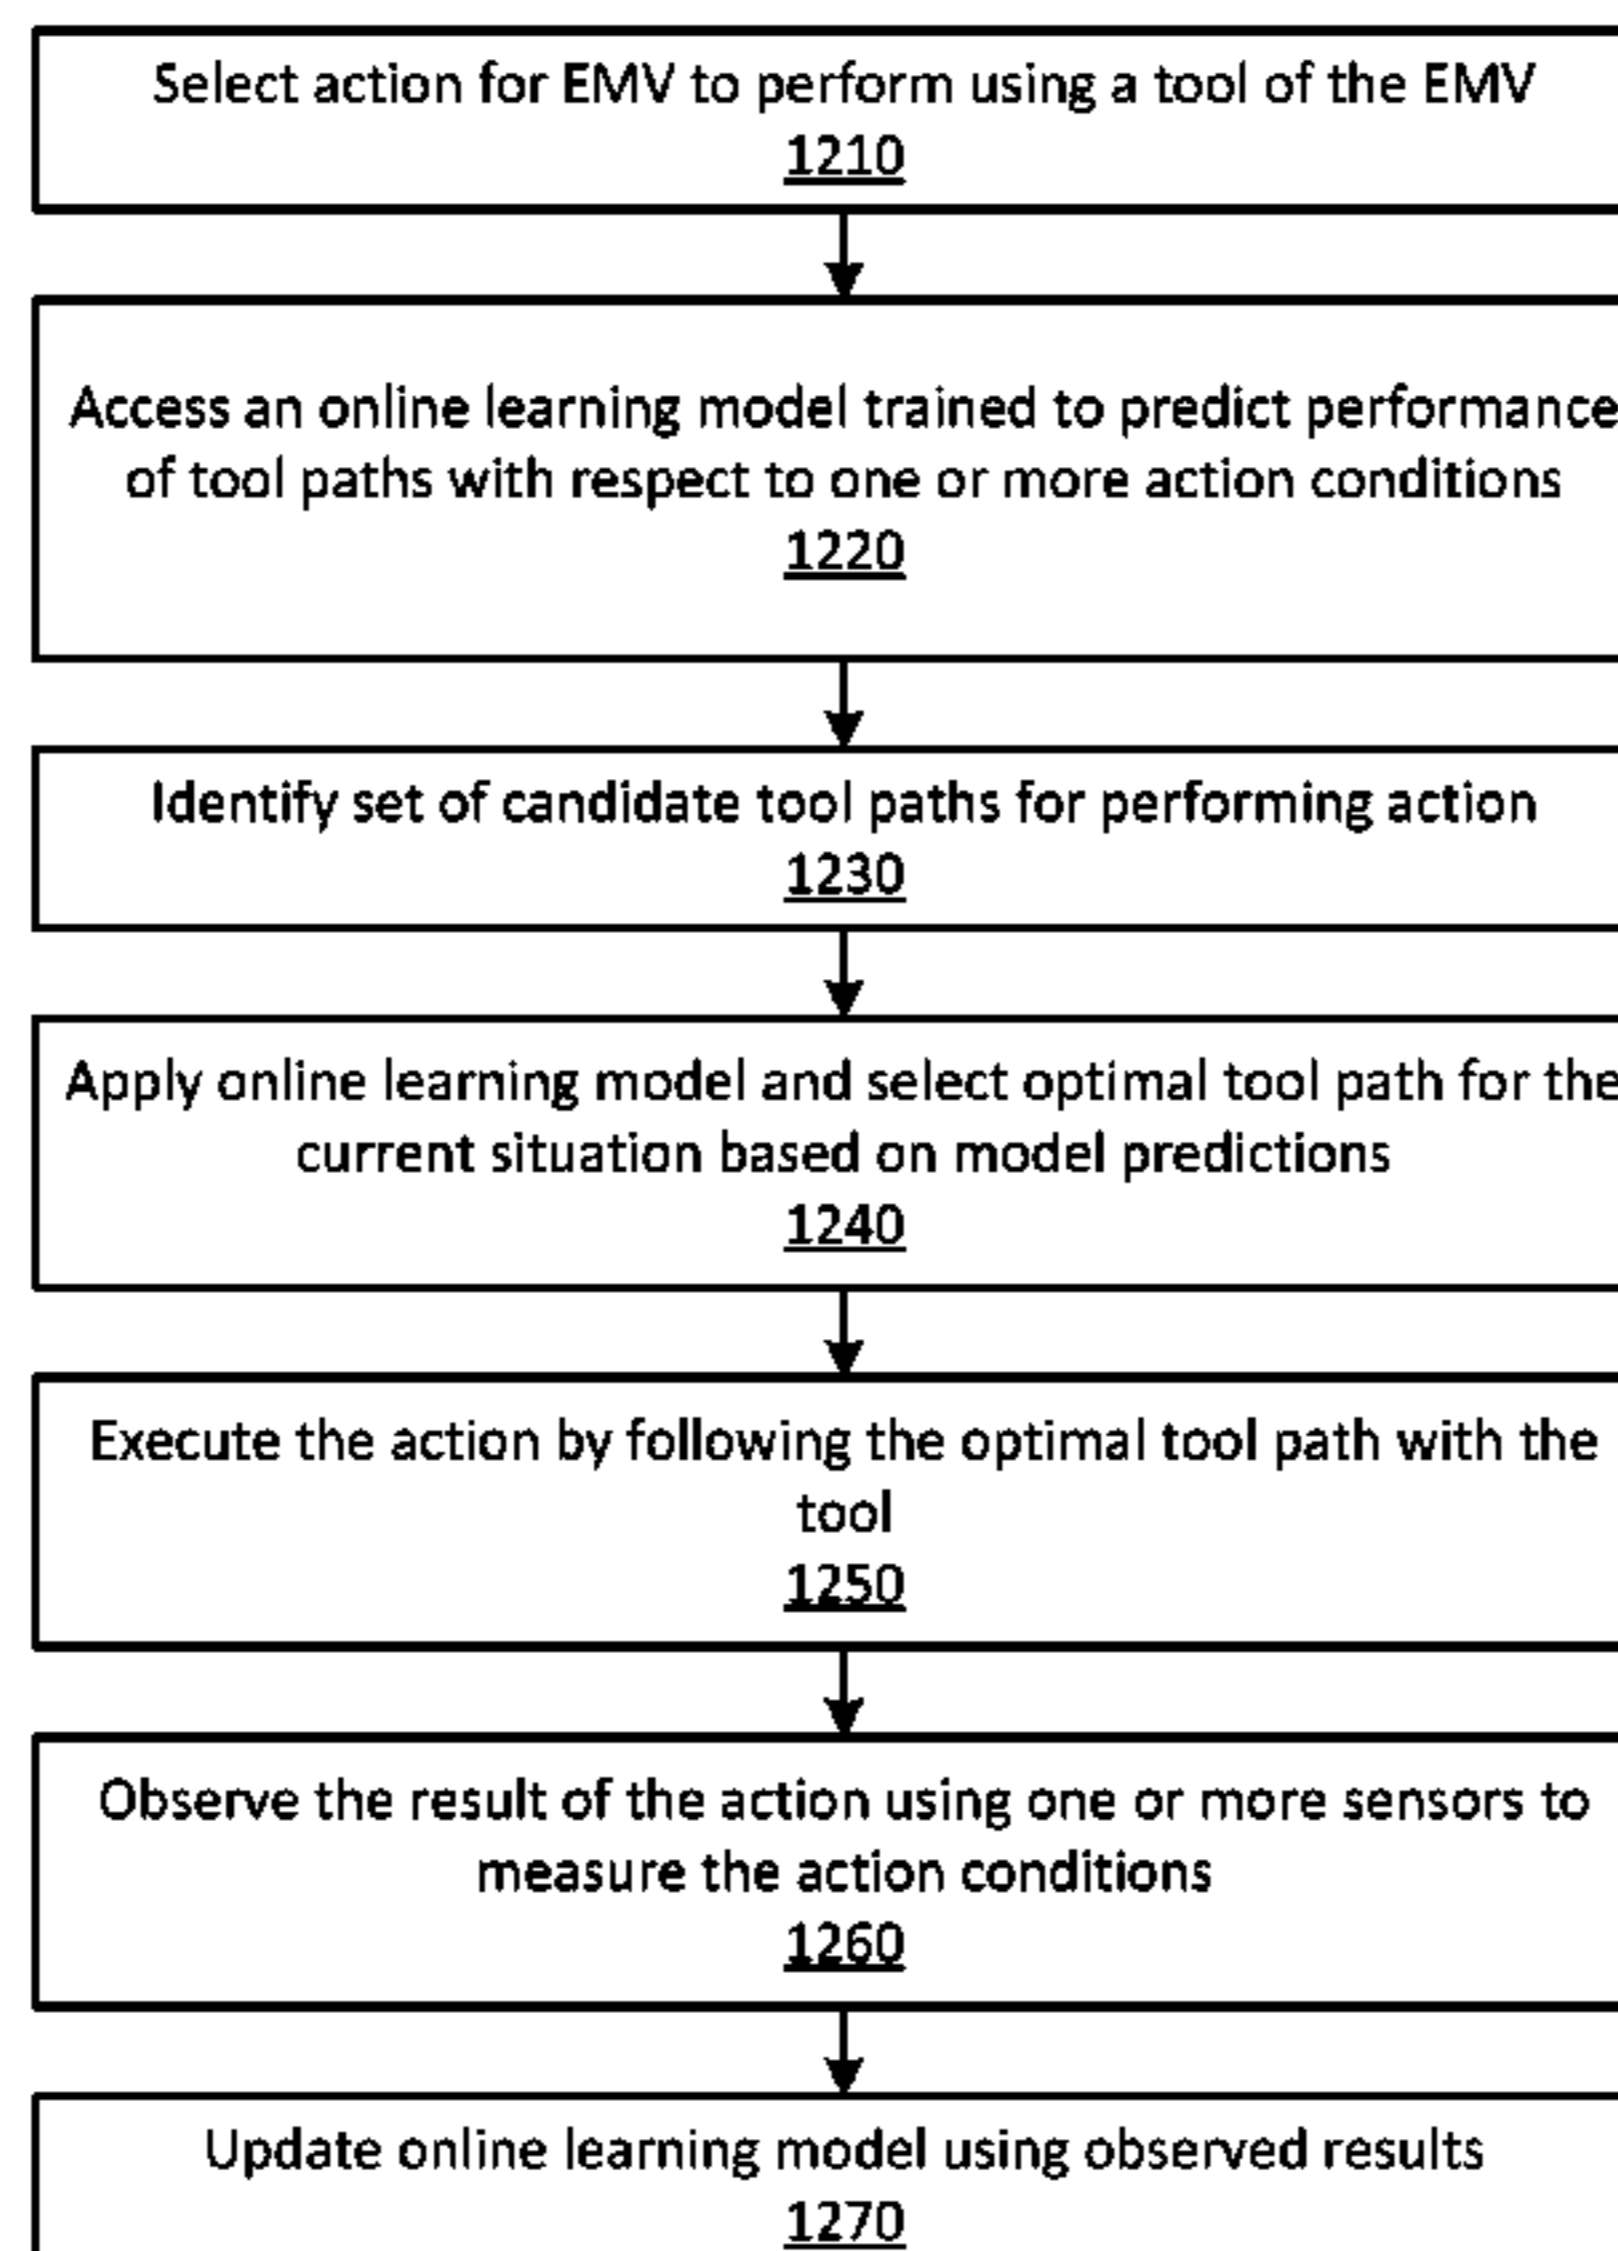 Select action for EMV to perform using a tool of the EMV
1210
Access an online learning model trained to predict performance
of tool paths with respect to one or more action conditions
1220
Identify set of candidate tool paths for performing action
1230
Apply online learning model and select optimal tool path for the
current situation based on model predictions
1240
Execute the action by following the optimal tool path with the
tool
1250
Observe the result of the action using one or more sensors to
measure the action conditions
1260
Update online learning model using observed results
1270